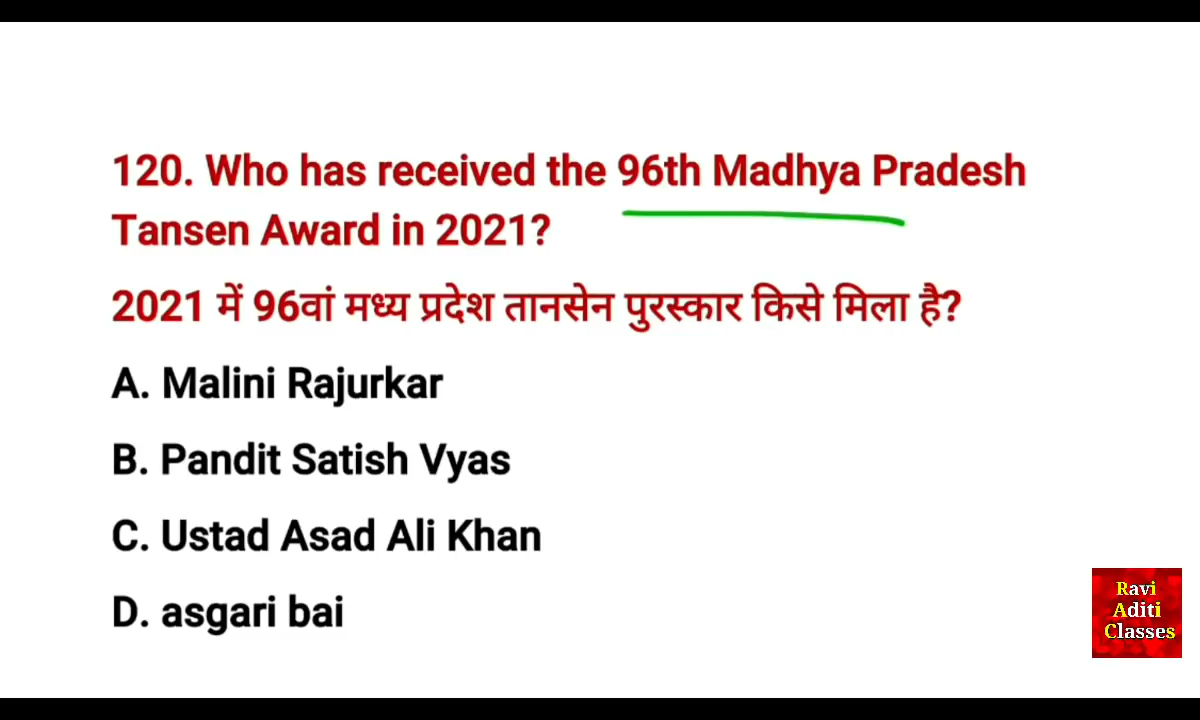 120. Who has received the 96th Madhya Pradesh
Tansen Award in 2021?
2021 में 96वां मध्य प्रदेश तानसेन पुरस्कार किसे मिला है?
A. Malini Rajurkar
B. Pandit Satish Vyas
C. Ustad Asad Ali Khan
D. asgari bai
Ravi
Aditi
Classes